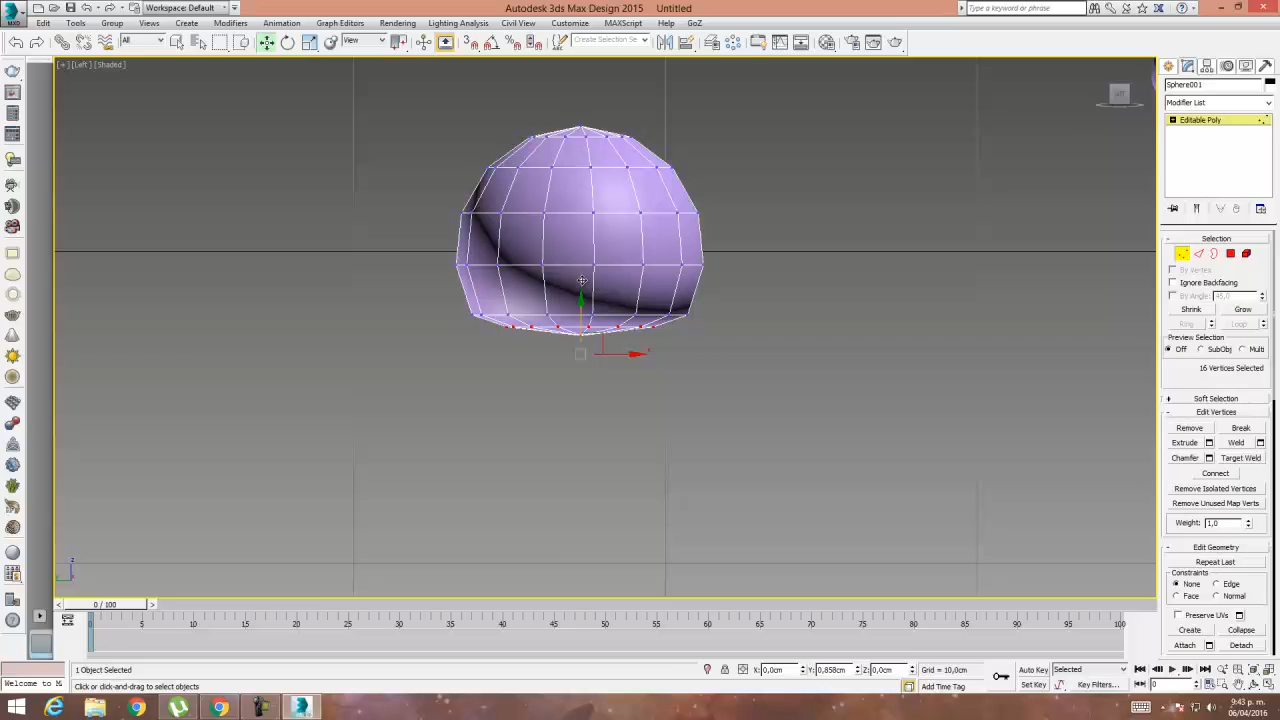 Workspace: Default
Autodesk 3ds Max Design 2015
Untitled
Type a keyword or phrase
Edit Tools Group Views Create Modifiers Animation Graph Editors Rendering Lighting Analysis Civil View Customize MAXScript Help GoZ
All
View
Create Selection Se
[+] [Left] [Shaded]
Sphere001
Modifier List
Editable Poly
Selection
By Vertex
Ignore Backfacing
By Angle: 45,0
Shrink Grow
Ring Loop
Preview Selection
Off SubObj Multi
16 Vertices Selected
Soft Selection
Edit Vertices
Remove Break
Extrude Weld
Chamfer Target Weld
Connect
Remove Isolated Vertices
Remove Unused Map Verts
Weight: 1,0
Edit Geometry
Repeat Last
Constraints
None Edge
Face Normal
Preserve UVs
Create Collapse
Attach Detach
z
x
0 / 100
0 5 10 15 20 25 30 35 40 45 50 55 60 65 70 75 80 85 90 95 100
1 Object Selected
X: 0,0cm Y: 0,858cm Z: 0,0cm Grid = 10,0cm
Auto Key Selected
Welcome to M
Click or click-and-drag to select objects
Add Time Tag
Set Key Key Filters...
0
9:43 p. m.
06/04/2016